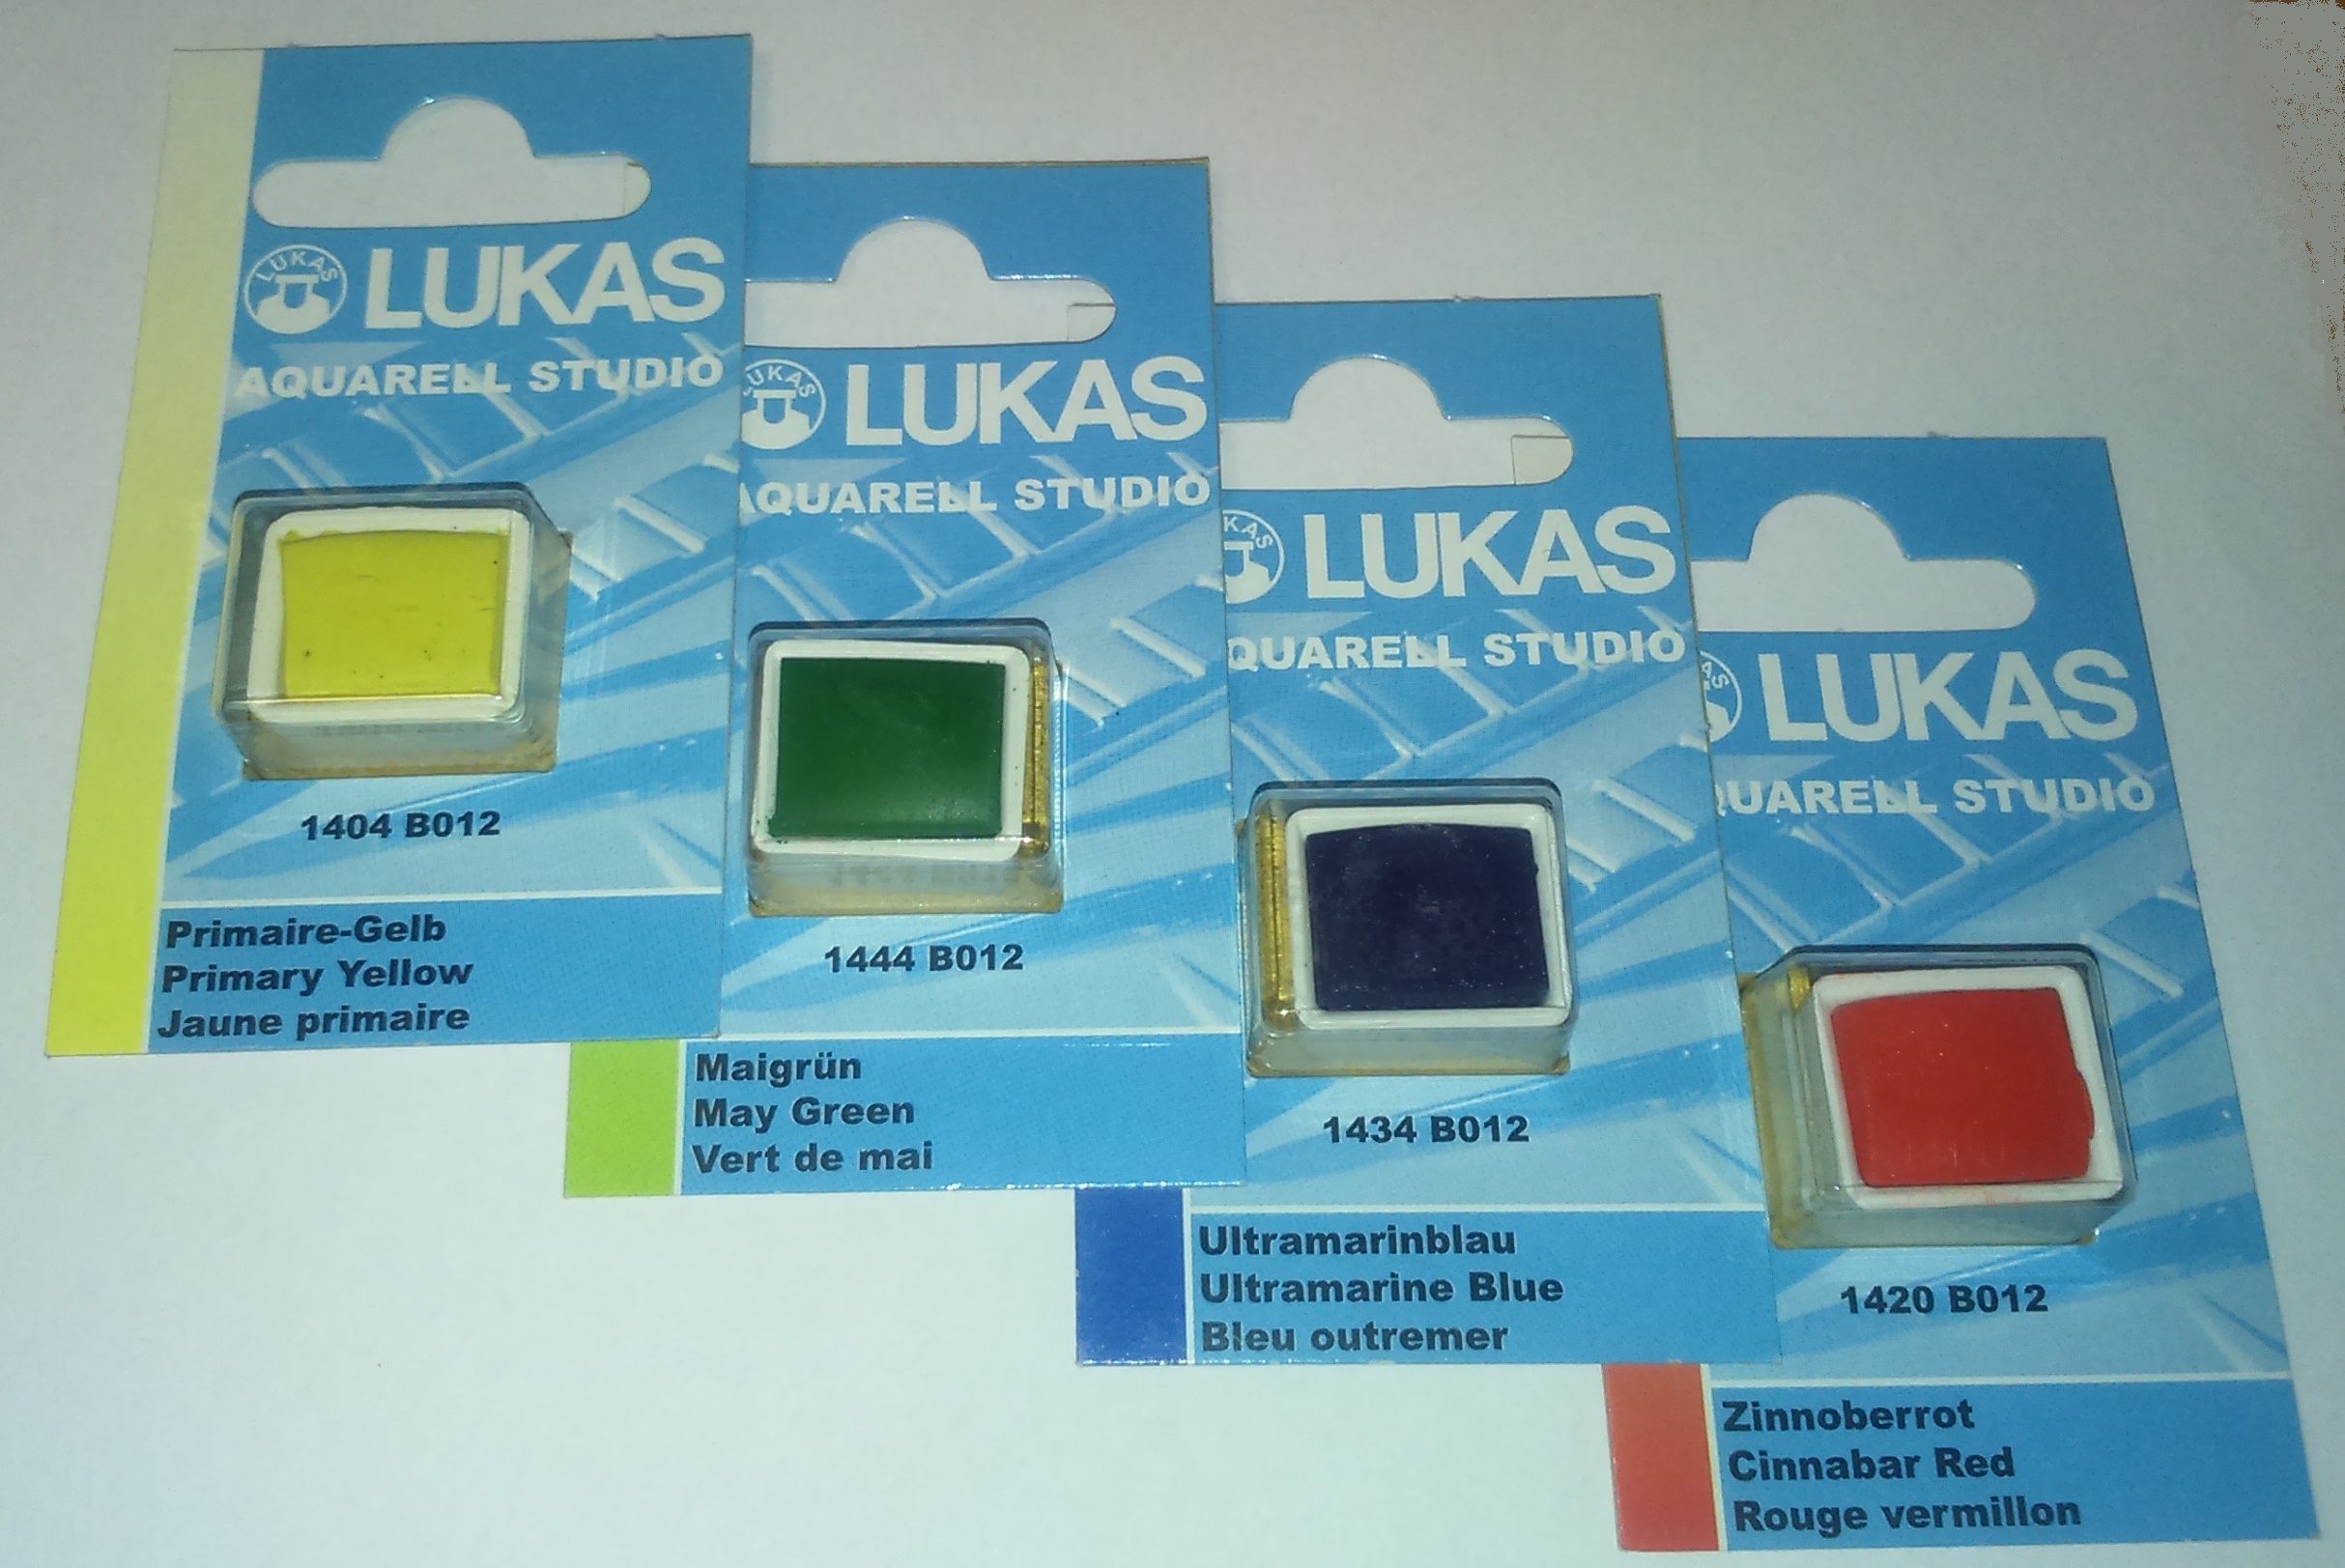 LUKAS
LUKAS
AQUARELL STUDIO
1404 B012
Primaire-Gelb
Primary Yellow
Jaune primaire
LUKAS
LUKAS
AQUARELL STUDIO
1444 B012
Maigrün
May Green
Vert de mai
KAS
LUKAS
QUARELL STUDIO
1434 B012
Ultramarinblau
Ultramarine Blue
Bleu outremer
AS
LUKAS
QUARELL STUDIO
1420 B012
Zinnoberrot
Cinnabar Red
Rouge vermillon